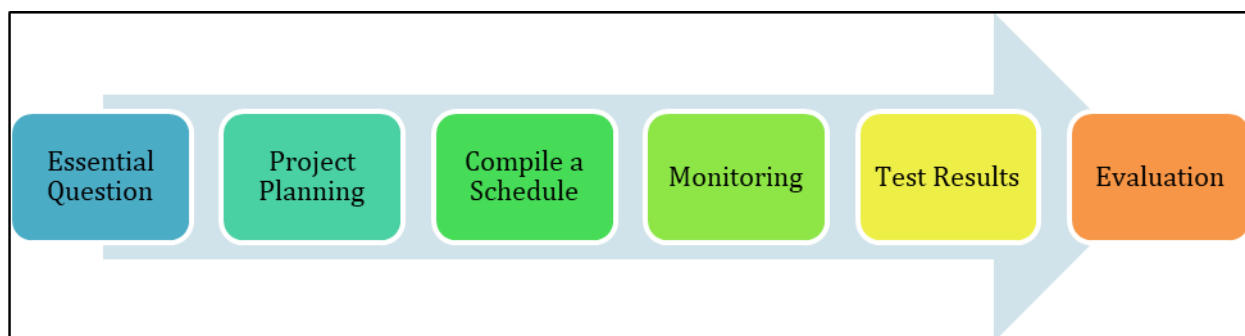 Essential
Question
Project
Planning
Compile a
Schedule
Monitoring
Test Results
Evaluation